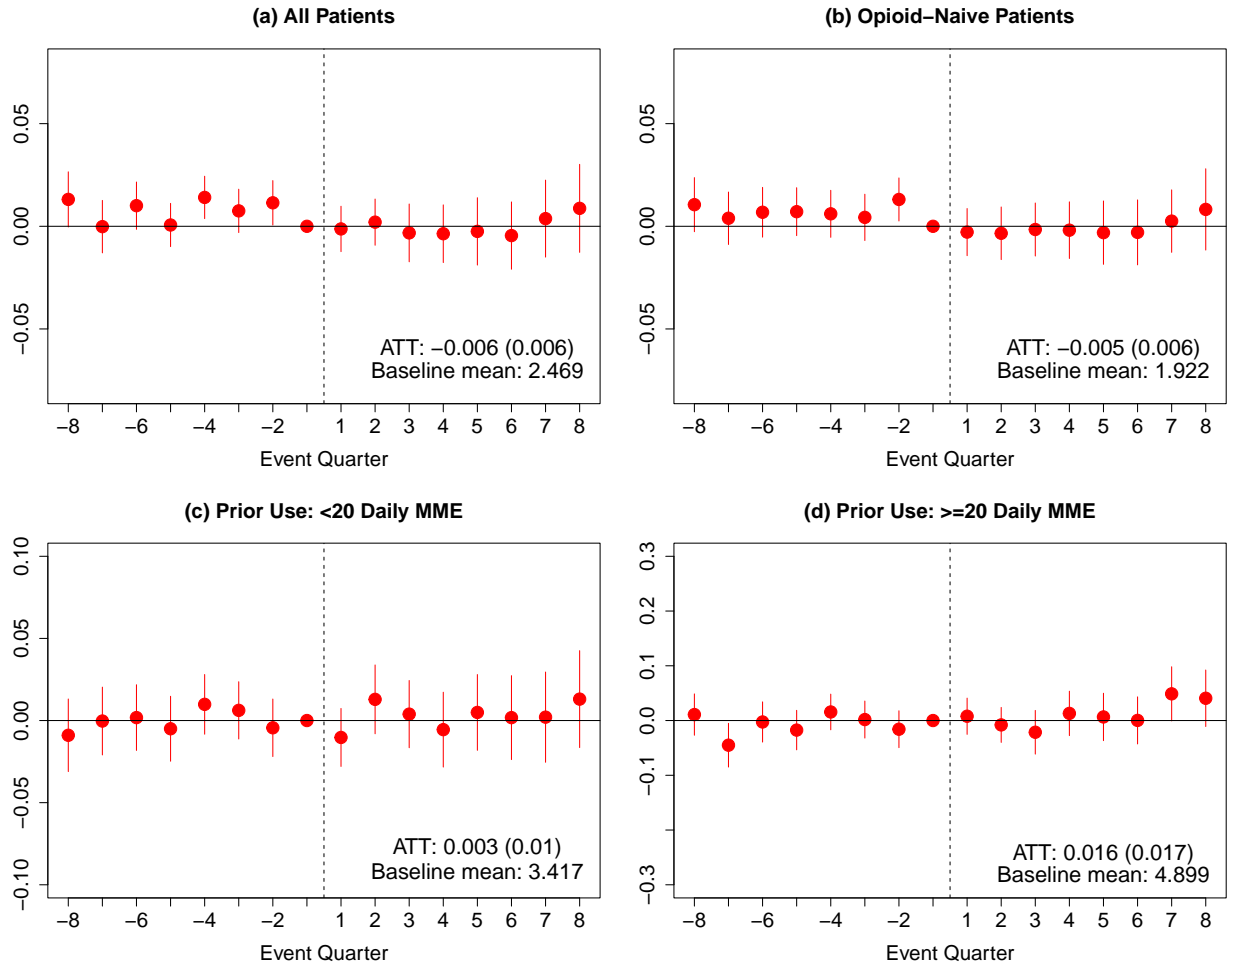 (a) All Patients
0.05
0.00
−0.05
ATT: −0.006 (0.006)
Baseline mean: 2.469
−8 −6 −4 −2 1 2 3 4 5 6 7 8
Event Quarter
(b) Opioid−Naive Patients
0.05
0.00
−0.05
ATT: −0.005 (0.006)
Baseline mean: 1.922
−8 −6 −4 −2 1 2 3 4 5 6 7 8
Event Quarter
(c) Prior Use: <20 Daily MME
0.10
0.05
0.00
−0.05
−0.10
ATT: 0.003 (0.01)
Baseline mean: 3.417
−8 −6 −4 −2 1 2 3 4 5 6 7 8
Event Quarter
(d) Prior Use: >=20 Daily MME
0.3
0.2
0.1
0.0
−0.1
−0.3
ATT: 0.016 (0.017)
Baseline mean: 4.899
−8 −6 −4 −2 1 2 3 4 5 6 7 8
Event Quarter